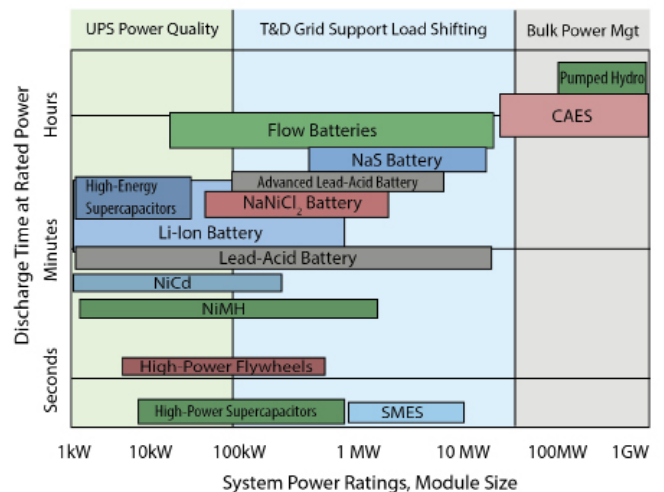 UPS Power Quality
T&D Grid Support Load Shifting
Bulk Power Mgt
Discharge Time at Rated Power
Hours
Minutes
Seconds
Pumped Hydro
CAES
Flow Batteries
NaS Battery
High-Energy
Supercapacitors
Advanced Lead-Acid Battery
NaNiCl₂ Battery
Li-Ion Battery
Lead-Acid Battery
NiCd
NiMH
High-Power Flywheels
High-Power Supercapacitors
SMES
1kW 10kW 100kW 1 MW 10 MW 100MW 1GW
System Power Ratings, Module Size